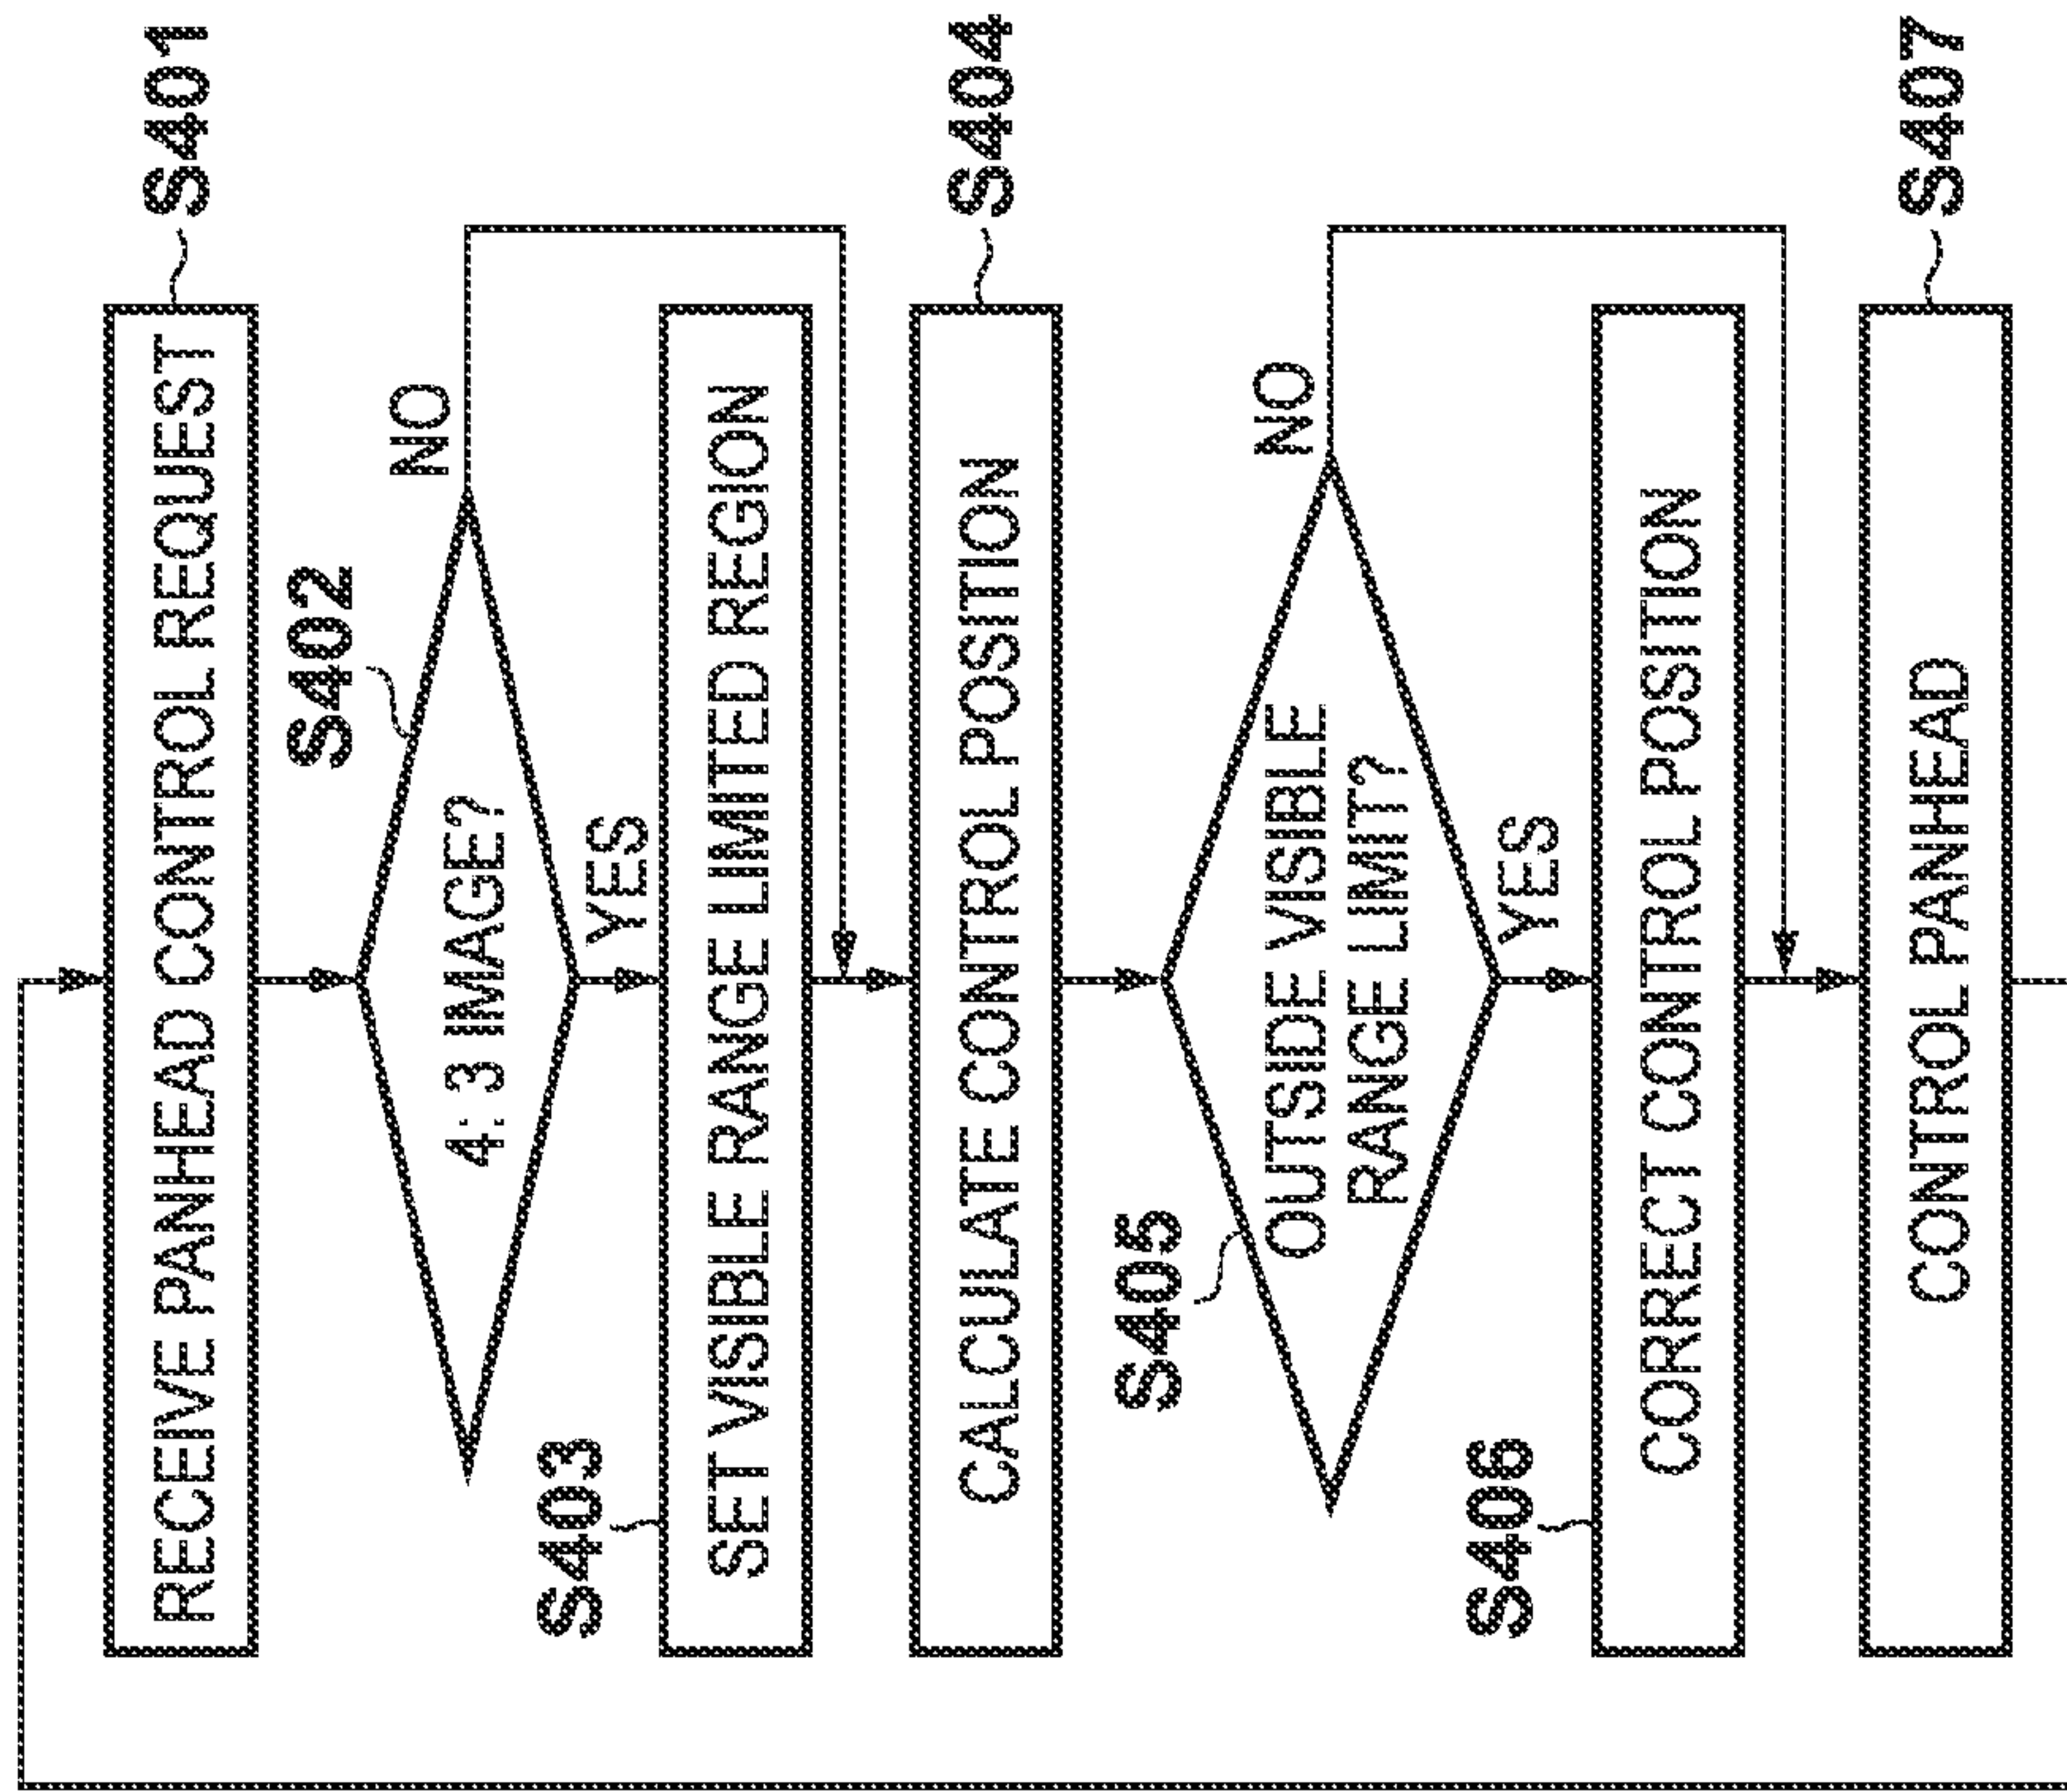 RECEIVE PANHEAD CONTROL REQUEST
S401
4: 3 IMAGE?
S402
NO
YES
S403
SET VISIBLE RANGE LIMITED REGION
CALCULATE CONTROL POSITION
S404
S405
OUTSIDE VISIBLE
RANGE LIMIT?
NO
YES
S406
CORRECT CONTROL POSITION
CONTROL PANHEAD
S407